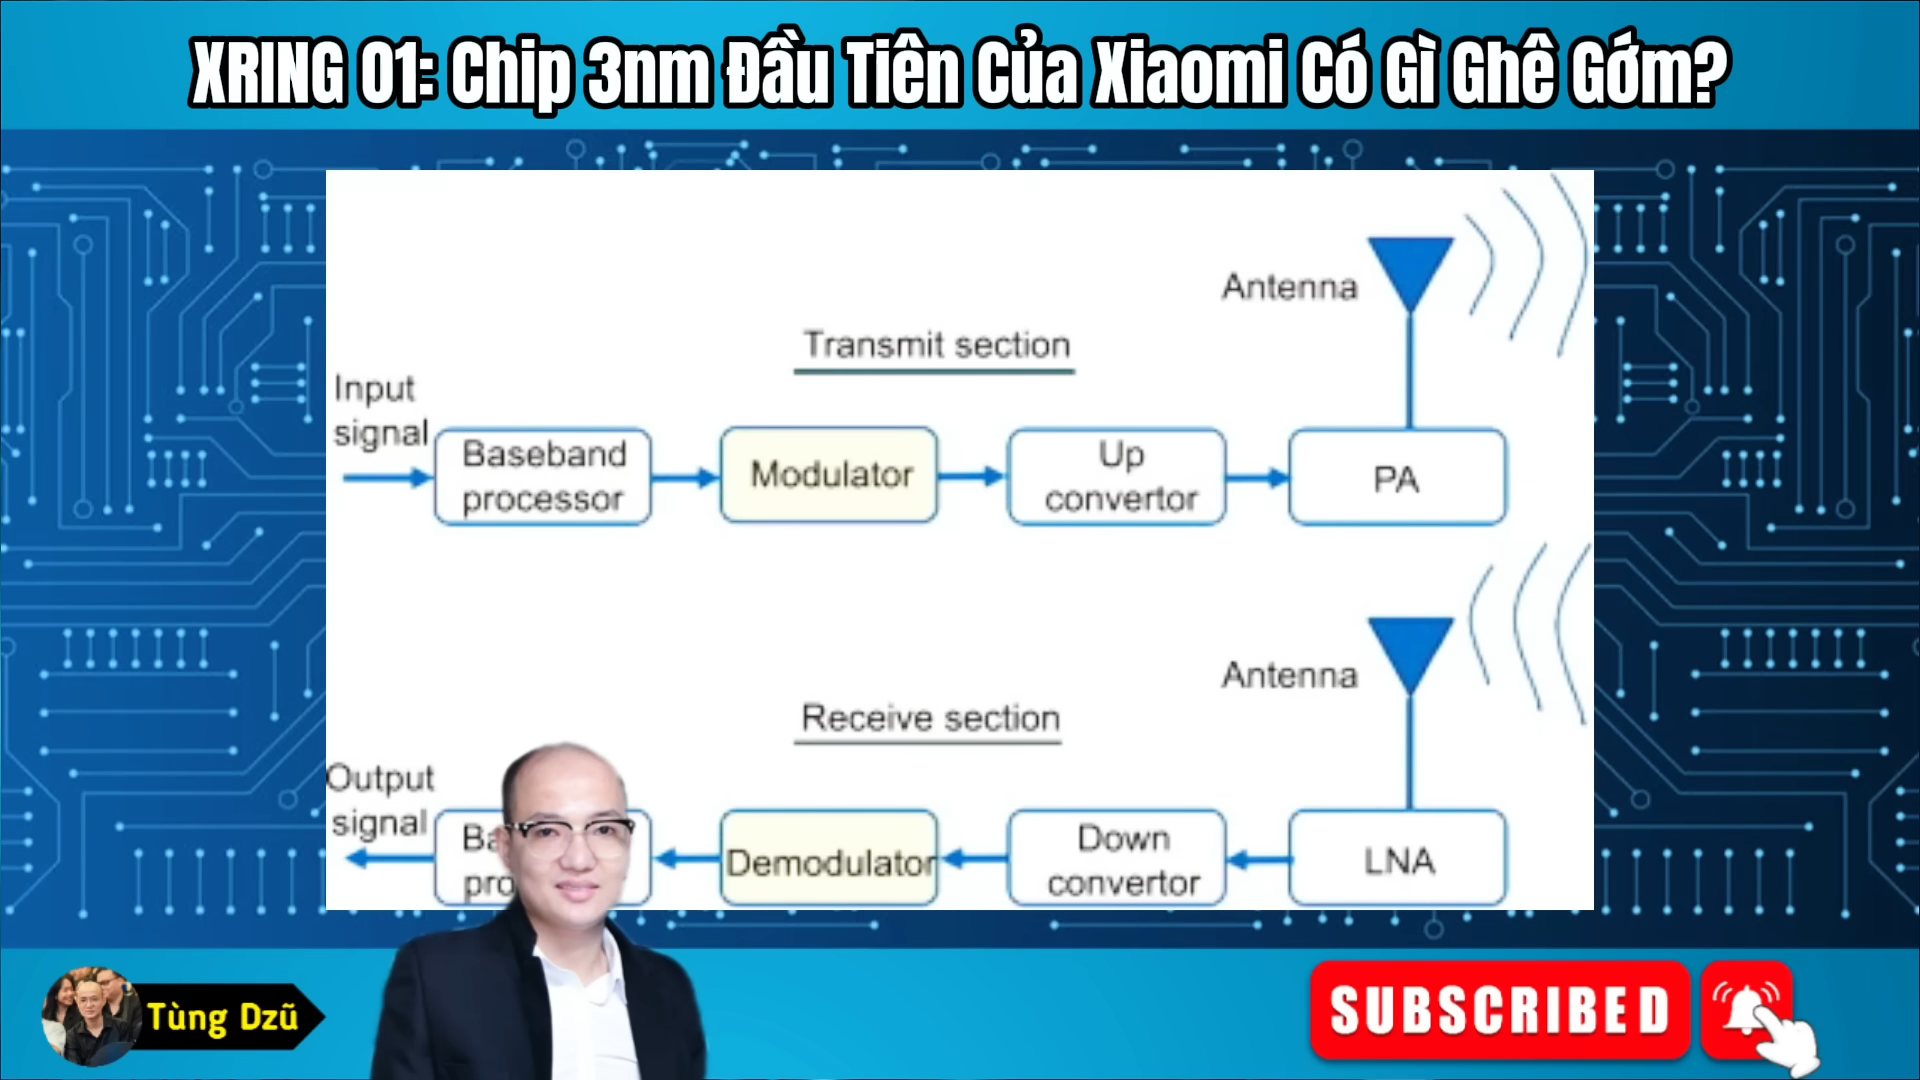 XRING 01: Chip 3nm Đầu Tiên Của Xiaomi Có Gì Ghê Gớm?
Antenna
Transmit section
Input
signal
Baseband
processor
Modulator
Up
convertor
PA
Antenna
Receive section
Output
signal
Demodulator
Down
convertor
LNA
Tùng Dzũ
SUBSCRIBED